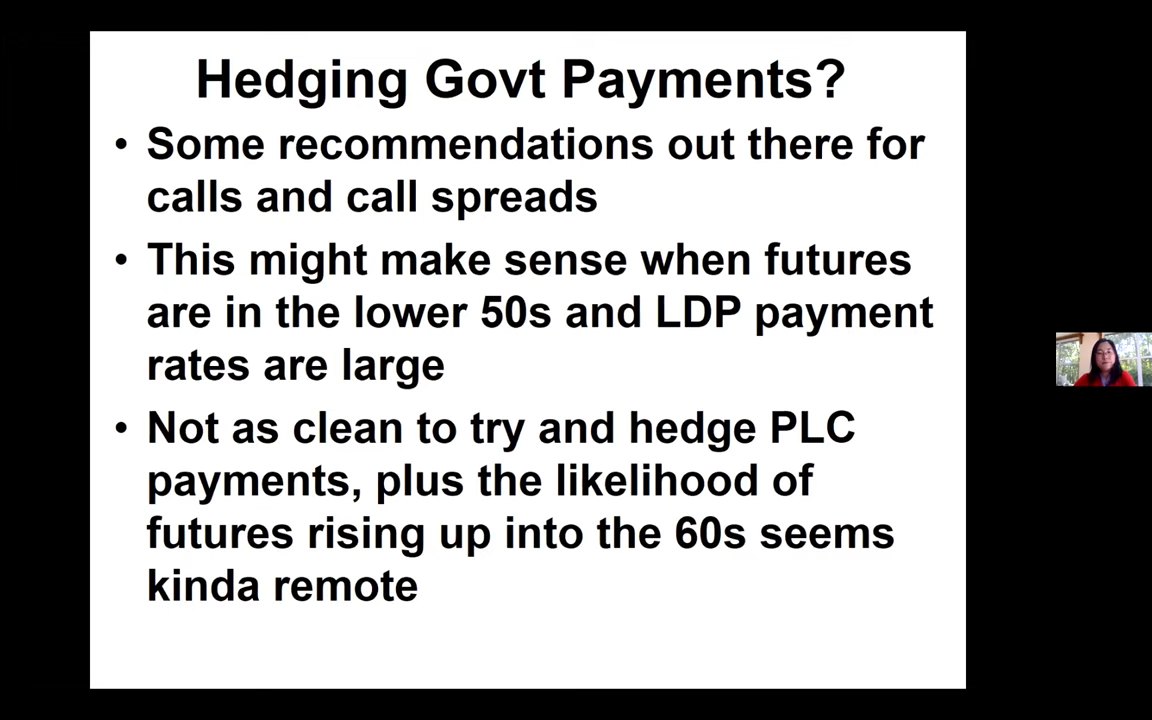 Hedging Govt Payments?
• Some recommendations out there for
calls and call spreads
• This might make sense when futures
are in the lower 50s and LDP payment
rates are large
• Not as clean to try and hedge PLC
payments, plus the likelihood of
futures rising up into the 60s seems
kinda remote